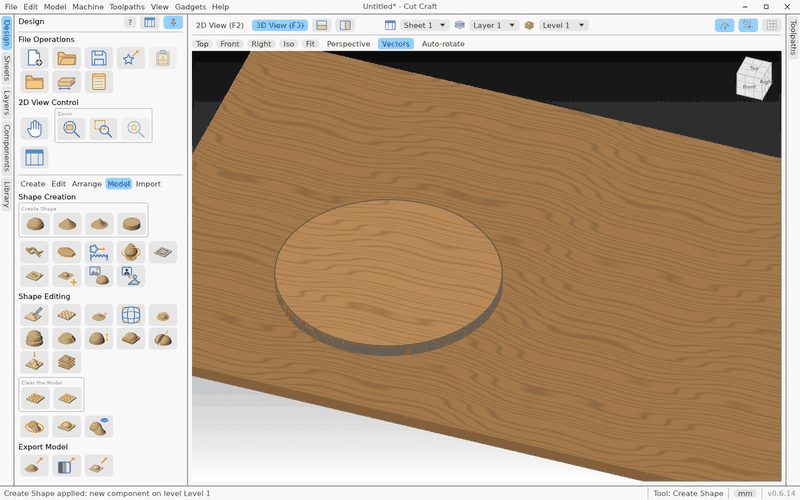 Untitled* - Cut Craft
File Edit Model Machine Toolpaths View Gadgets Help
Design
?
2D View (F2) 3D View (F3) Sheet 1 Layer 1 Level 1
Top Front Right Iso Fit Perspective Vectors Auto-rotate
Design
Sheets
Layers
Components
Library
File Operations
2D View Control
Zoom
Create Edit Arrange Model Import
Shape Creation
Create Shape
Shape Editing
Clear the Model
Export Model
Top
Front
Right
Toolpaths
Create Shape applied: new component on level Level 1
Tool: Create Shape mm v0.6.14